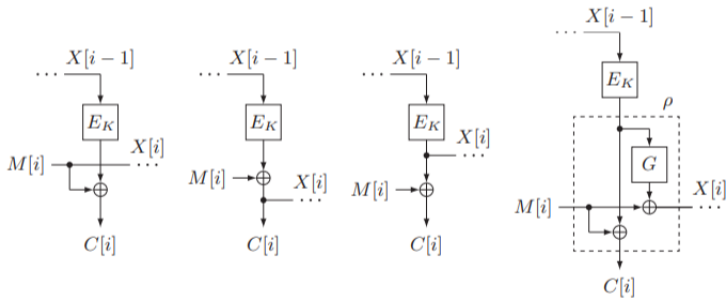 X[i − 1]
. . .
E_K
X[i]
M[i]
. . .
C[i]
X[i − 1]
. . .
E_K
M[i]
X[i]
. . .
C[i]
X[i − 1]
. . .
E_K
X[i]
. . .
M[i]
C[i]
X[i − 1]
. . .
E_K
ρ
G
X[i]
M[i]
. . .
C[i]